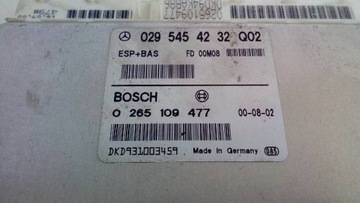 029 545 42 32 Q02
ESP+BAS FD 00M08
BOSCH
0 265 109 477 00-08-02
DKD931003459 Made in Germany